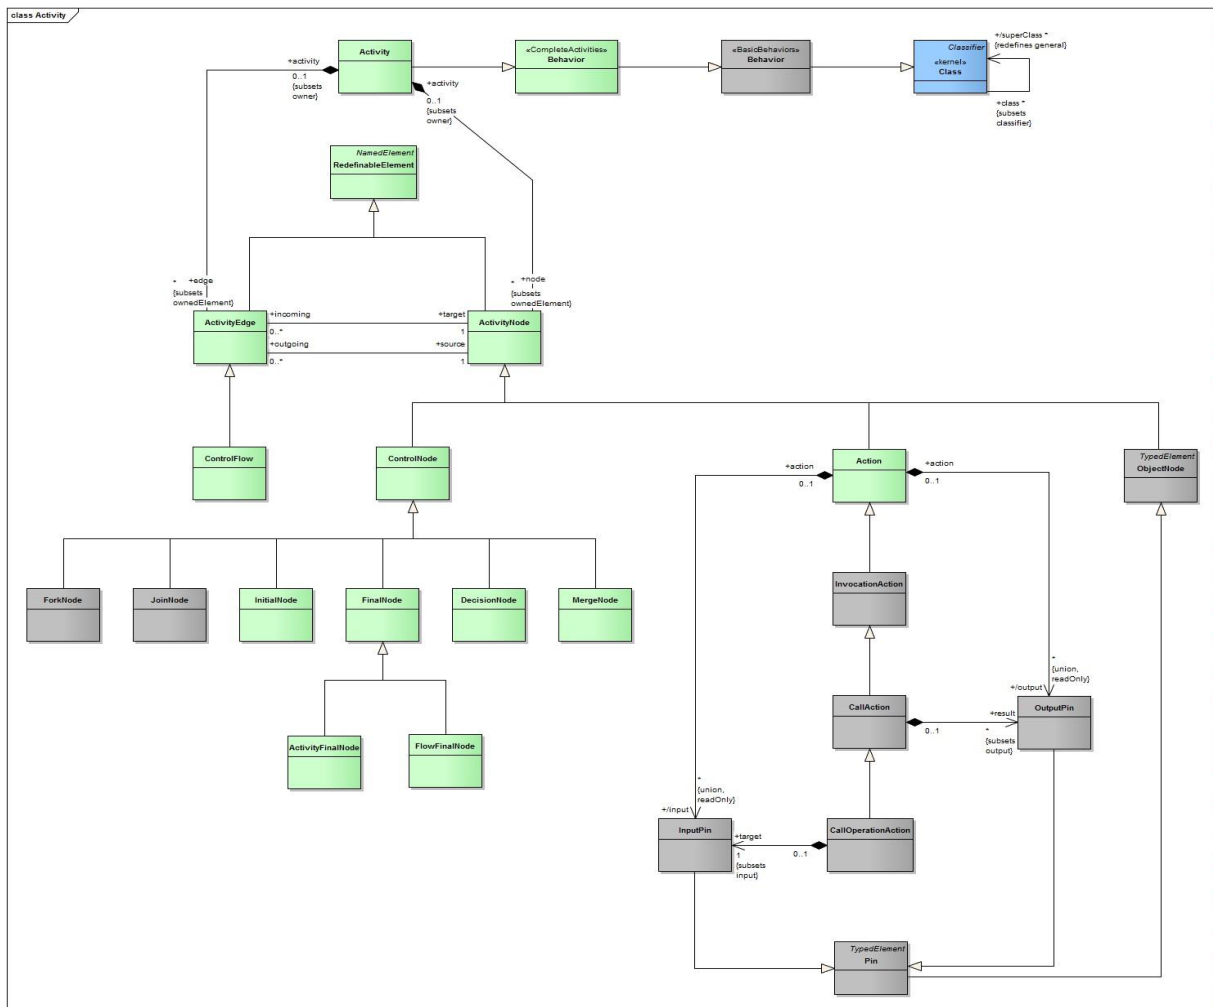 class Activity
Activity
«CompleteActivities»
Behavior
«BasicBehaviors»
Behavior
Classifier
«kernel»
Class
+/superClass *
{redefines general}
+class *
{subsets
classifier}
+activity
0..1
{subsets
owner}
+activity
0..1
{subsets
owner}
NamedElement
RedefinableElement
+edge
*
{subsets
ownedElement}
+node
*
{subsets
ownedElement}
ActivityEdge
+incoming
0..*
+target
1
+outgoing
0..*
+source
1
ActivityNode
ControlFlow
ControlNode
+action
0..1
Action
+action
0..1
TypedElement
ObjectNode
ForkNode
JoinNode
InitialNode
FinalNode
DecisionNode
MergeNode
InvocationAction
ActivityFinalNode
FlowFinalNode
CallAction
0..1
+result
*
{subsets
output}
*
{union,
readOnly}
+/output
OutputPin
*
{union,
readOnly}
+/input
InputPin
+target
1
{subsets
input}
0..1
CallOperationAction
TypedElement
Pin